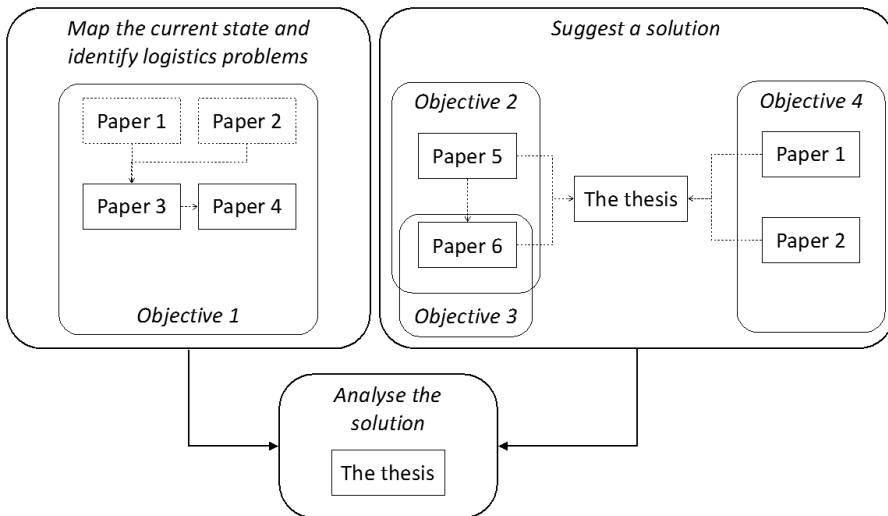 Map the current state and
identify logistics problems
Paper 1
Paper 2
Paper 3
Paper 4
Objective 1
Suggest a solution
Objective 2
Paper 5
Paper 6
Objective 3
The thesis
Objective 4
Paper 1
Paper 2
Analyse the
solution
The thesis